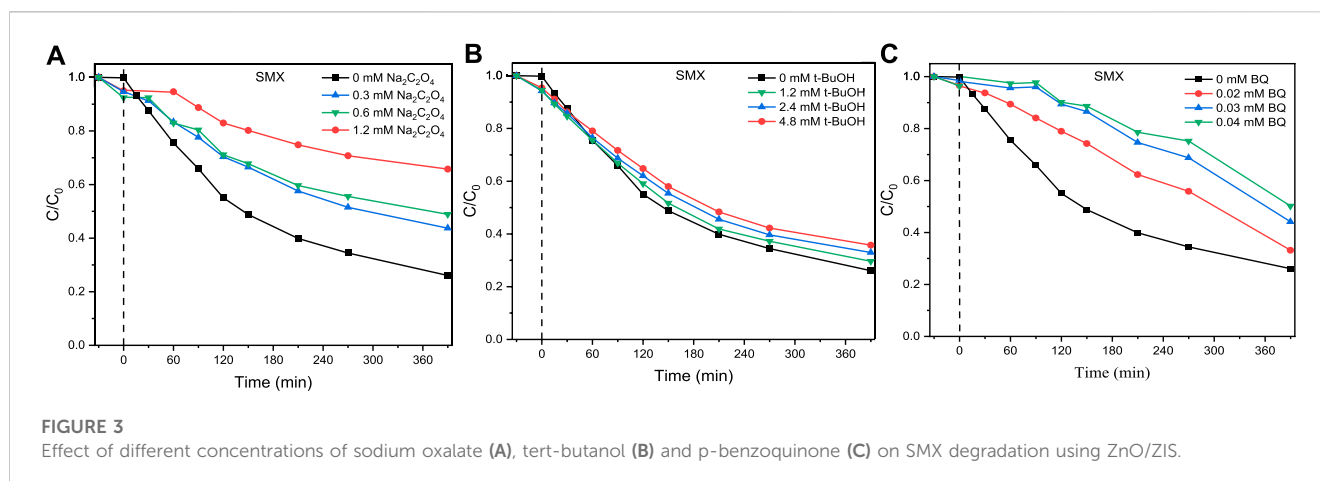 A
SMX
0 mM Na₂C₂O₄
0.3 mM Na₂C₂O₄
0.6 mM Na₂C₂O₄
1.2 mM Na₂C₂O₄
C/C₀
1.0
0.8
0.6
0.4
0.2
0.0
0 60 120 180 240 300 360
Time (min)
B
SMX
0 mM t-BuOH
1.2 mM t-BuOH
2.4 mM t-BuOH
4.8 mM t-BuOH
C/C₀
1.0
0.8
0.6
0.4
0.2
0.0
0 60 120 180 240 300 360
Time (min)
C
SMX
0 mM BQ
0.02 mM BQ
0.03 mM BQ
0.04 mM BQ
C/C₀
1.0
0.8
0.6
0.4
0.2
0.0
0 60 120 180 240 300 360
Time (min)
FIGURE 3
Effect of different concentrations of sodium oxalate (A), tert-butanol (B) and p-benzoquinone (C) on SMX degradation using ZnO/ZIS.